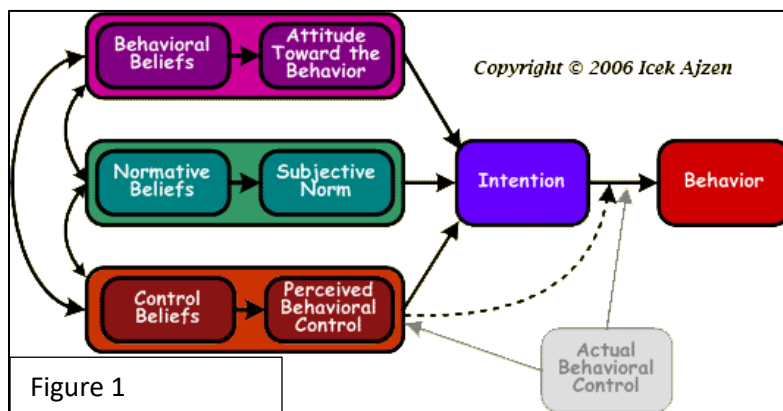 Behavioral
Beliefs
Attitude
Toward the
Behavior
Copyright © 2006 Icek Ajzen
Normative
Beliefs
Subjective
Norm
Intention
Behavior
Control
Beliefs
Perceived
Behavioral
Control
Actual
Behavioral
Control
Figure 1